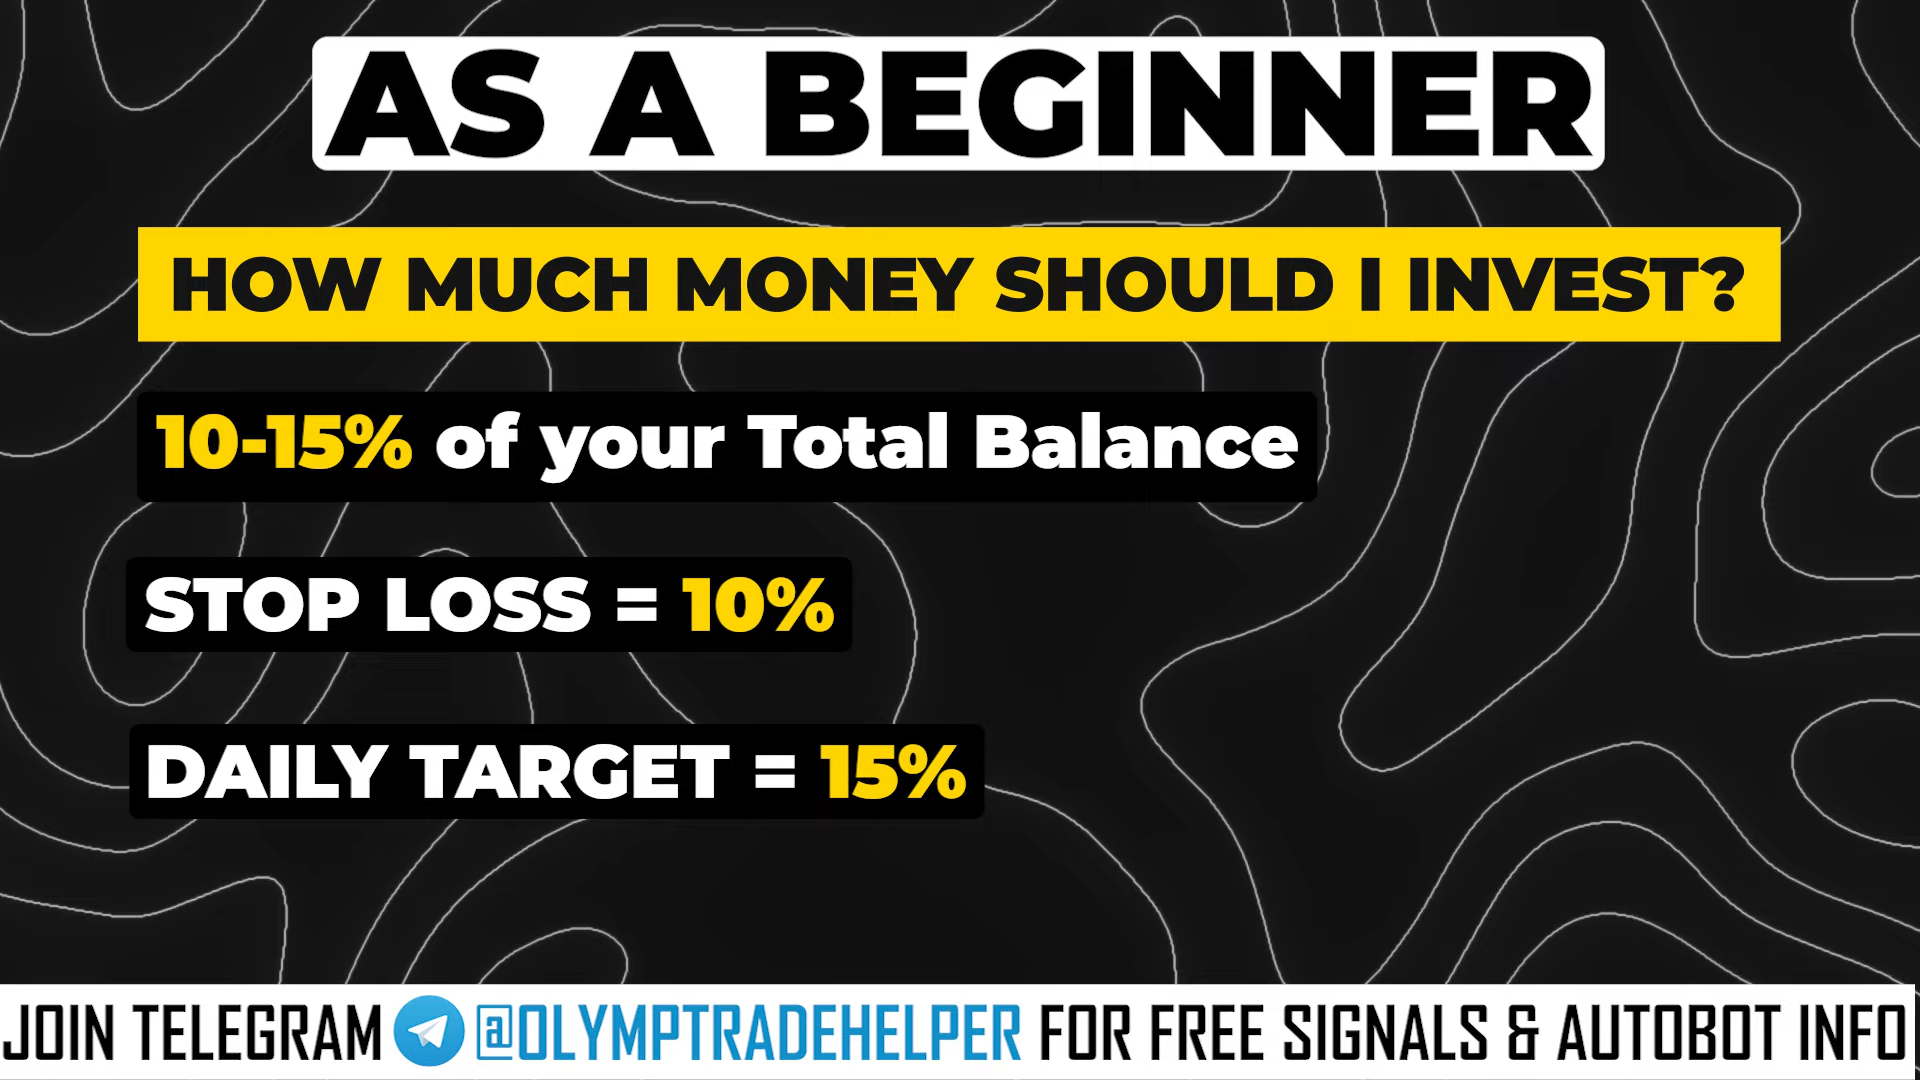 AS A BEGINNER
HOW MUCH MONEY SHOULD I INVEST?
10-15% of your Total Balance
STOP LOSS = 10%
DAILY TARGET = 15%
JOIN TELEGRAM @OLYMPTRADEHELPER FOR FREE SIGNALS & AUTOBOT INFO